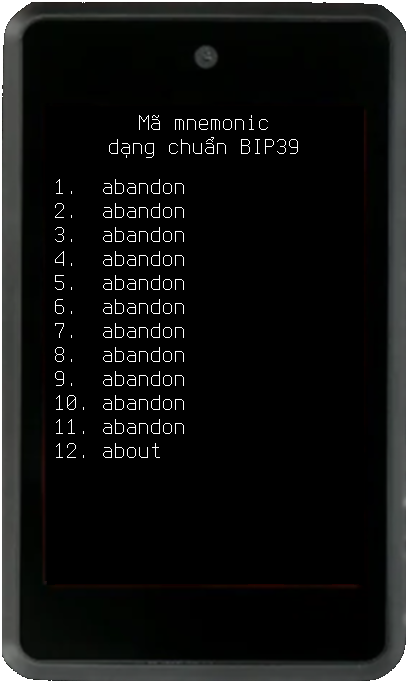 Mã mnemonic
dạng chuẩn BIP39
1. abandon
2. abandon
3. abandon
4. abandon
5. abandon
6. abandon
7. abandon
8. abandon
9. abandon
10. abandon
11. abandon
12. about